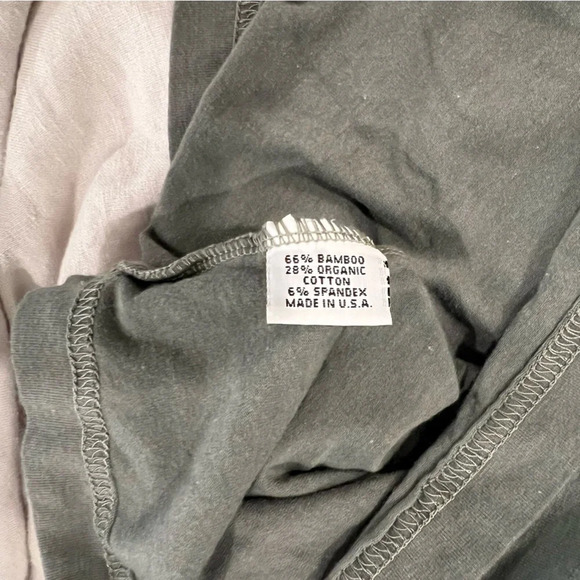 66% BAMBOO
28% ORGANIC
COTTON
6% SPANDEX
MADE IN U.S.A.